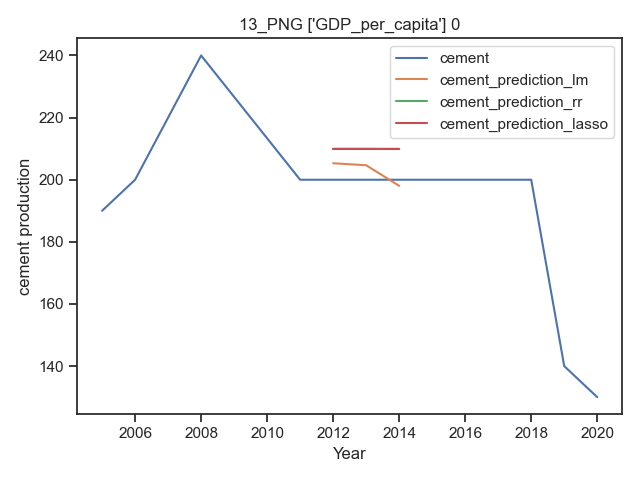 13_PNG ['GDP_per_capita'] 0
cement
cement_prediction_lm
cement_prediction_rr
cement_prediction_lasso
cement production
240
220
200
180
160
140
2006 2008 2010 2012 2014 2016 2018 2020
Year